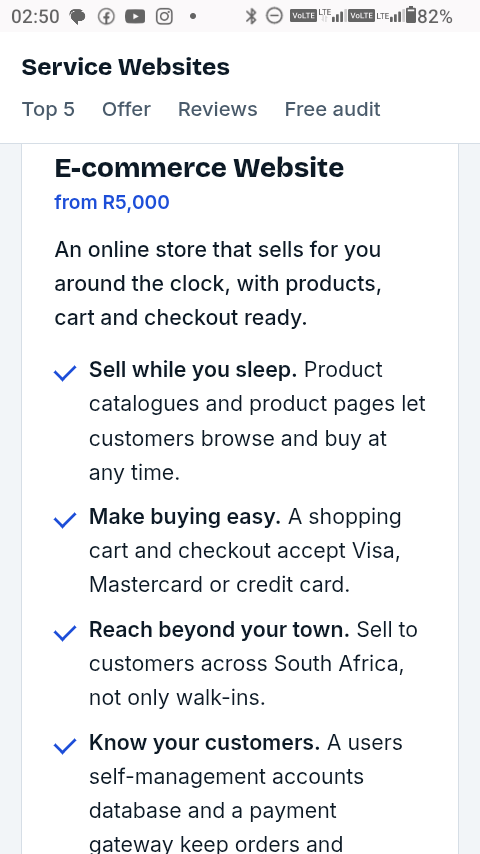 02:50 VoLTE LTE VoLTE LTE 82%
Service Websites
Top 5 Offer Reviews Free audit
E-commerce Website
from R5,000
An online store that sells for you
around the clock, with products,
cart and checkout ready.
Sell while you sleep. Product
catalogues and product pages let
customers browse and buy at
any time.
Make buying easy. A shopping
cart and checkout accept Visa,
Mastercard or credit card.
Reach beyond your town. Sell to
customers across South Africa,
not only walk-ins.
Know your customers. A users
self-management accounts
database and a payment
gateway keep orders and